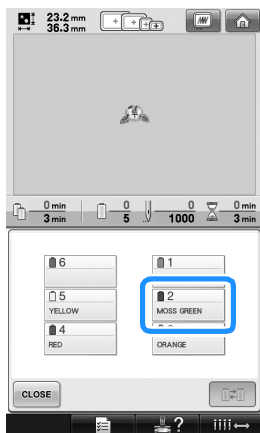 23.2 mm
36.3 mm
0 min
3 min
0
5
0
1000
0 min
3 min
6
1
5
YELLOW
2
MOSS GREEN
4
RED
ORANGE
CLOSE
?